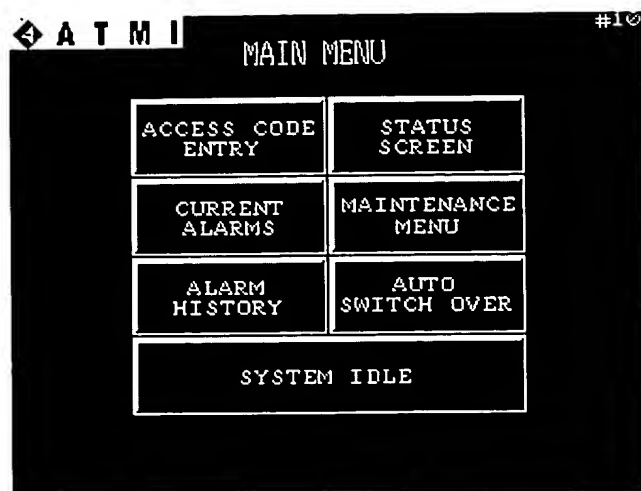 ATMI
#10
MAIN MENU
ACCESS CODE
ENTRY
STATUS
SCREEN
CURRENT
ALARMS
MAINTENANCE
MENU
ALARM
HISTORY
AUTO
SWITCH OVER
SYSTEM IDLE